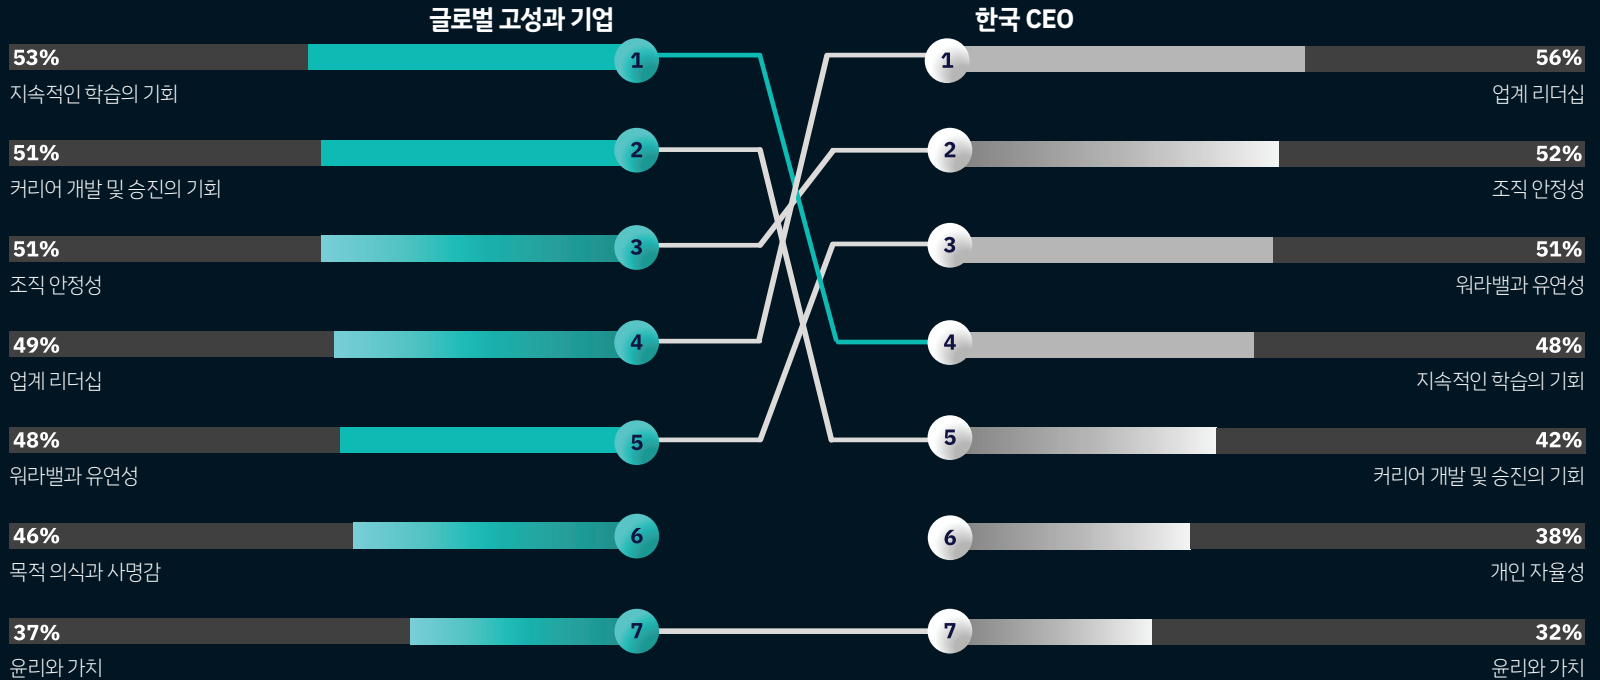 글로벌 고성과 기업
53%
1
지속적인 학습의 기회
51%
2
커리어 개발 및 승진의 기회
51%
3
조직 안정성
49%
4
업계 리더십
48%
5
워라밸과 유연성
46%
6
목적 의식과 사명감
37%
7
윤리와 가치
한국 CEO
1
56%
업계 리더십
2
52%
조직 안정성
3
51%
워라밸과 유연성
4
48%
지속적인 학습의 기회
5
42%
커리어 개발 및 승진의 기회
6
38%
개인 자율성
7
32%
윤리와 가치